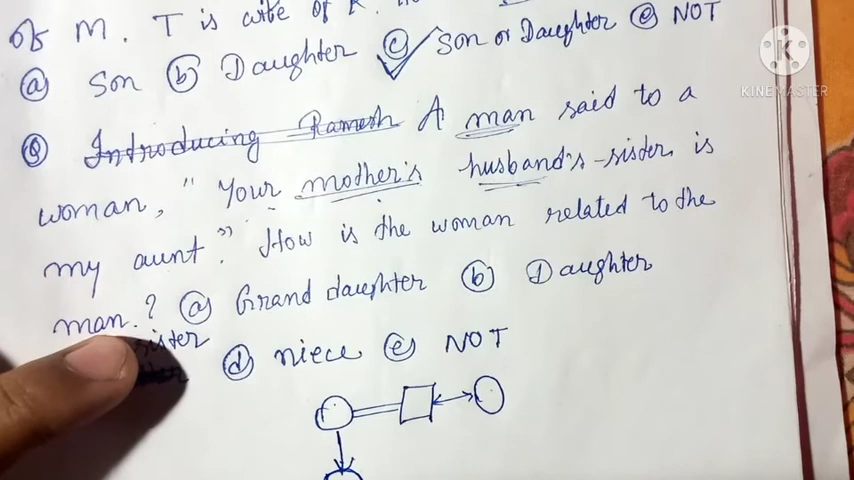 of M. T is wife of K.
(a) Son (b) Daughter (c) Son or Daughter (e) NOT
(Q) Introducing Ramesh A man said to a
woman, "Your mother's husband's sister is
my aunt." How is the woman related to the
man.? (a) Grand daughter (b) Daughter
sister (d) niece (e) NOT
K
KINEMASTER